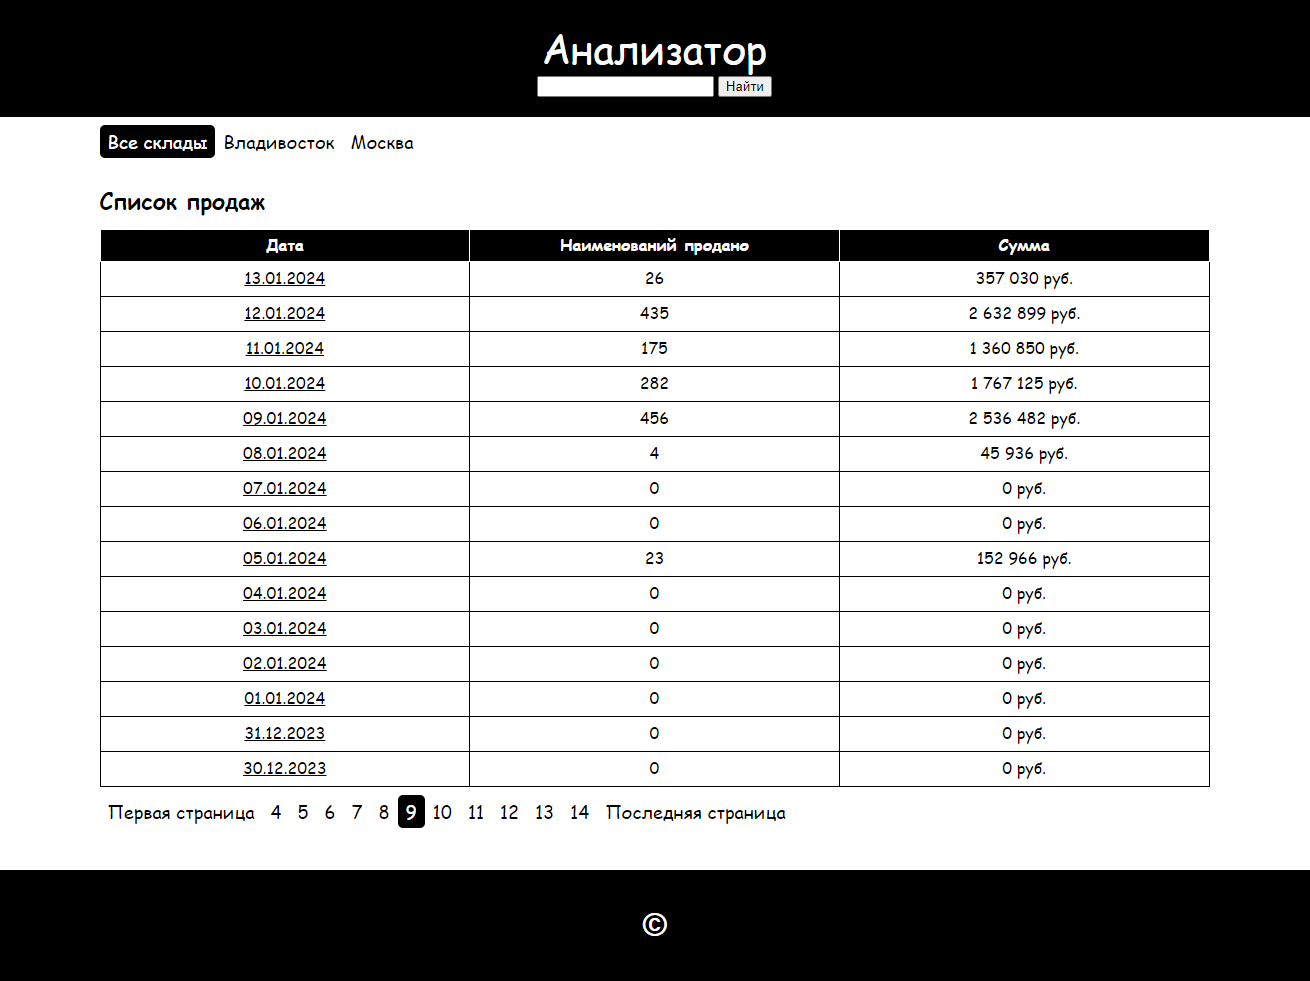 Анализатор
Найти
Все склады Владивосток Москва
Список продаж
Дата Наименований продано Сумма
13.01.2024 26 357 030 руб.
12.01.2024 435 2 632 899 руб.
11.01.2024 175 1 360 850 руб.
10.01.2024 282 1 767 125 руб.
09.01.2024 456 2 536 482 руб.
08.01.2024 4 45 936 руб.
07.01.2024 0 0 руб.
06.01.2024 0 0 руб.
05.01.2024 23 152 966 руб.
04.01.2024 0 0 руб.
03.01.2024 0 0 руб.
02.01.2024 0 0 руб.
01.01.2024 0 0 руб.
31.12.2023 0 0 руб.
30.12.2023 0 0 руб.
Первая страница 4 5 6 7 8 9 10 11 12 13 14 Последняя страница
©